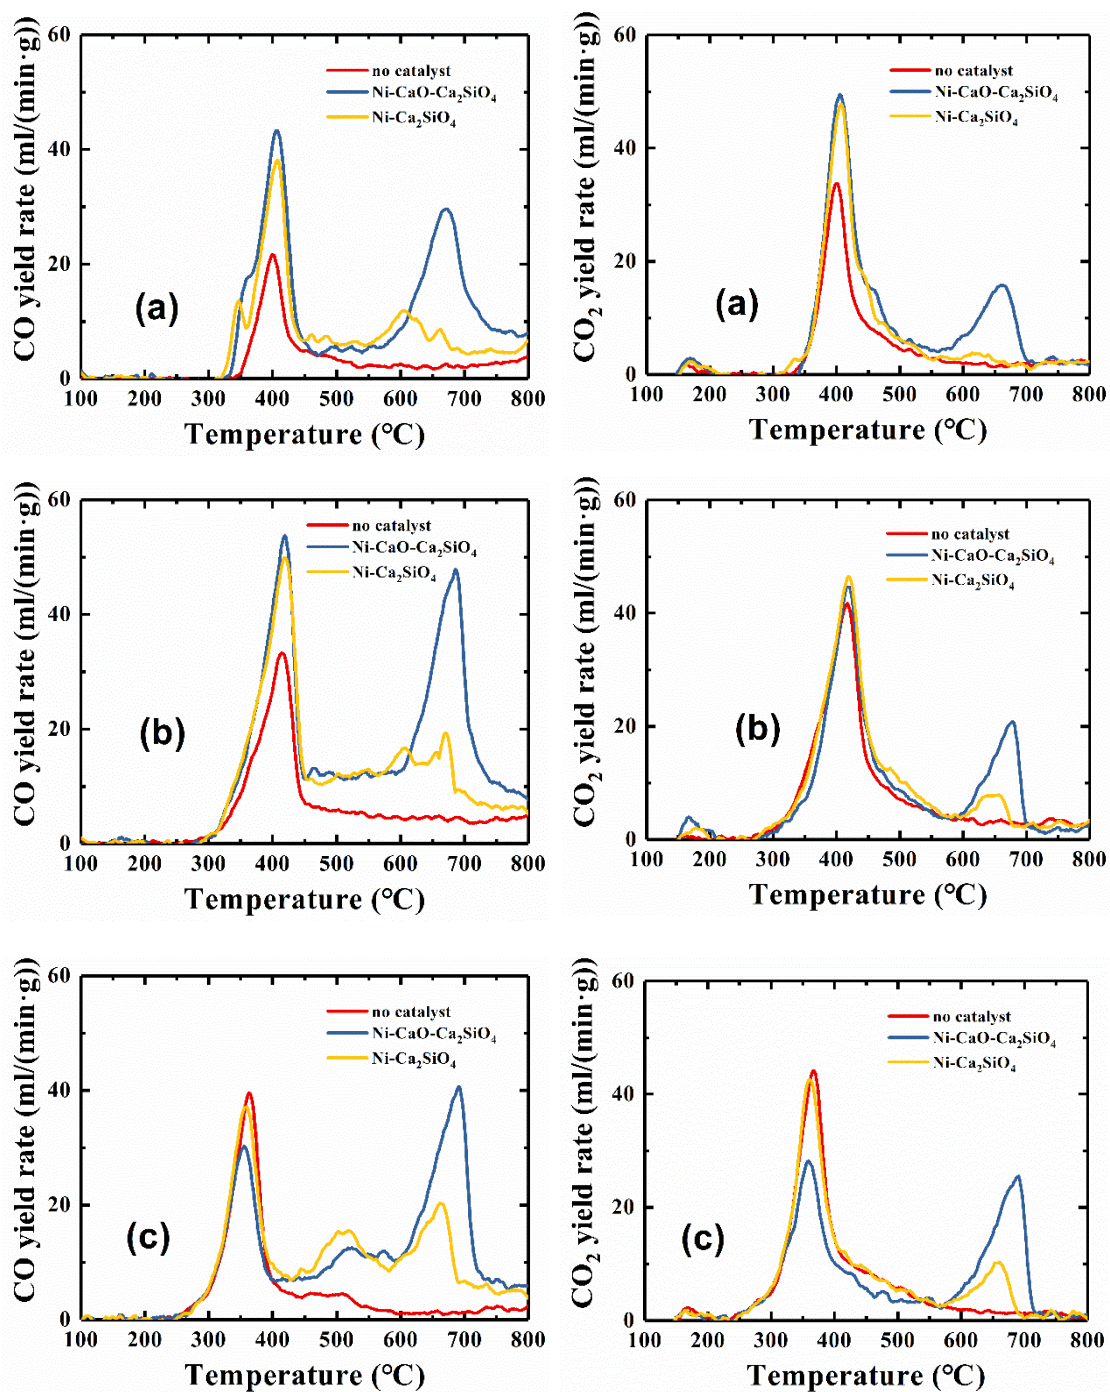 CO yield rate (ml/(min·g))
60
40
20
0
no catalyst
Ni-CaO-Ca₂SiO₄
Ni-Ca₂SiO₄
(a)
100 200 300 400 500 600 700 800
Temperature (°C)
CO₂ yield rate (ml/(min·g))
60
40
20
0
no catalyst
Ni-CaO-Ca₂SiO₄
Ni-Ca₂SiO₄
(a)
100 200 300 400 500 600 700 800
Temperature (°C)
CO yield rate (ml/(min·g))
60
40
20
0
no catalyst
Ni-CaO-Ca₂SiO₄
Ni-Ca₂SiO₄
(b)
100 200 300 400 500 600 700 800
Temperature (°C)
CO₂ yield rate (ml/(min·g))
60
40
20
0
no catalyst
Ni-CaO-Ca₂SiO₄
Ni-Ca₂SiO₄
(b)
100 200 300 400 500 600 700 800
Temperature (°C)
CO yield rate (ml/(min·g))
60
40
20
0
no catalyst
Ni-CaO-Ca₂SiO₄
Ni-Ca₂SiO₄
(c)
100 200 300 400 500 600 700 800
Temperature (°C)
CO₂ yield rate (ml/(min·g))
60
40
20
0
no catalyst
Ni-CaO-Ca₂SiO₄
Ni-Ca₂SiO₄
(c)
100 200 300 400 500 600 700 800
Temperature (°C)